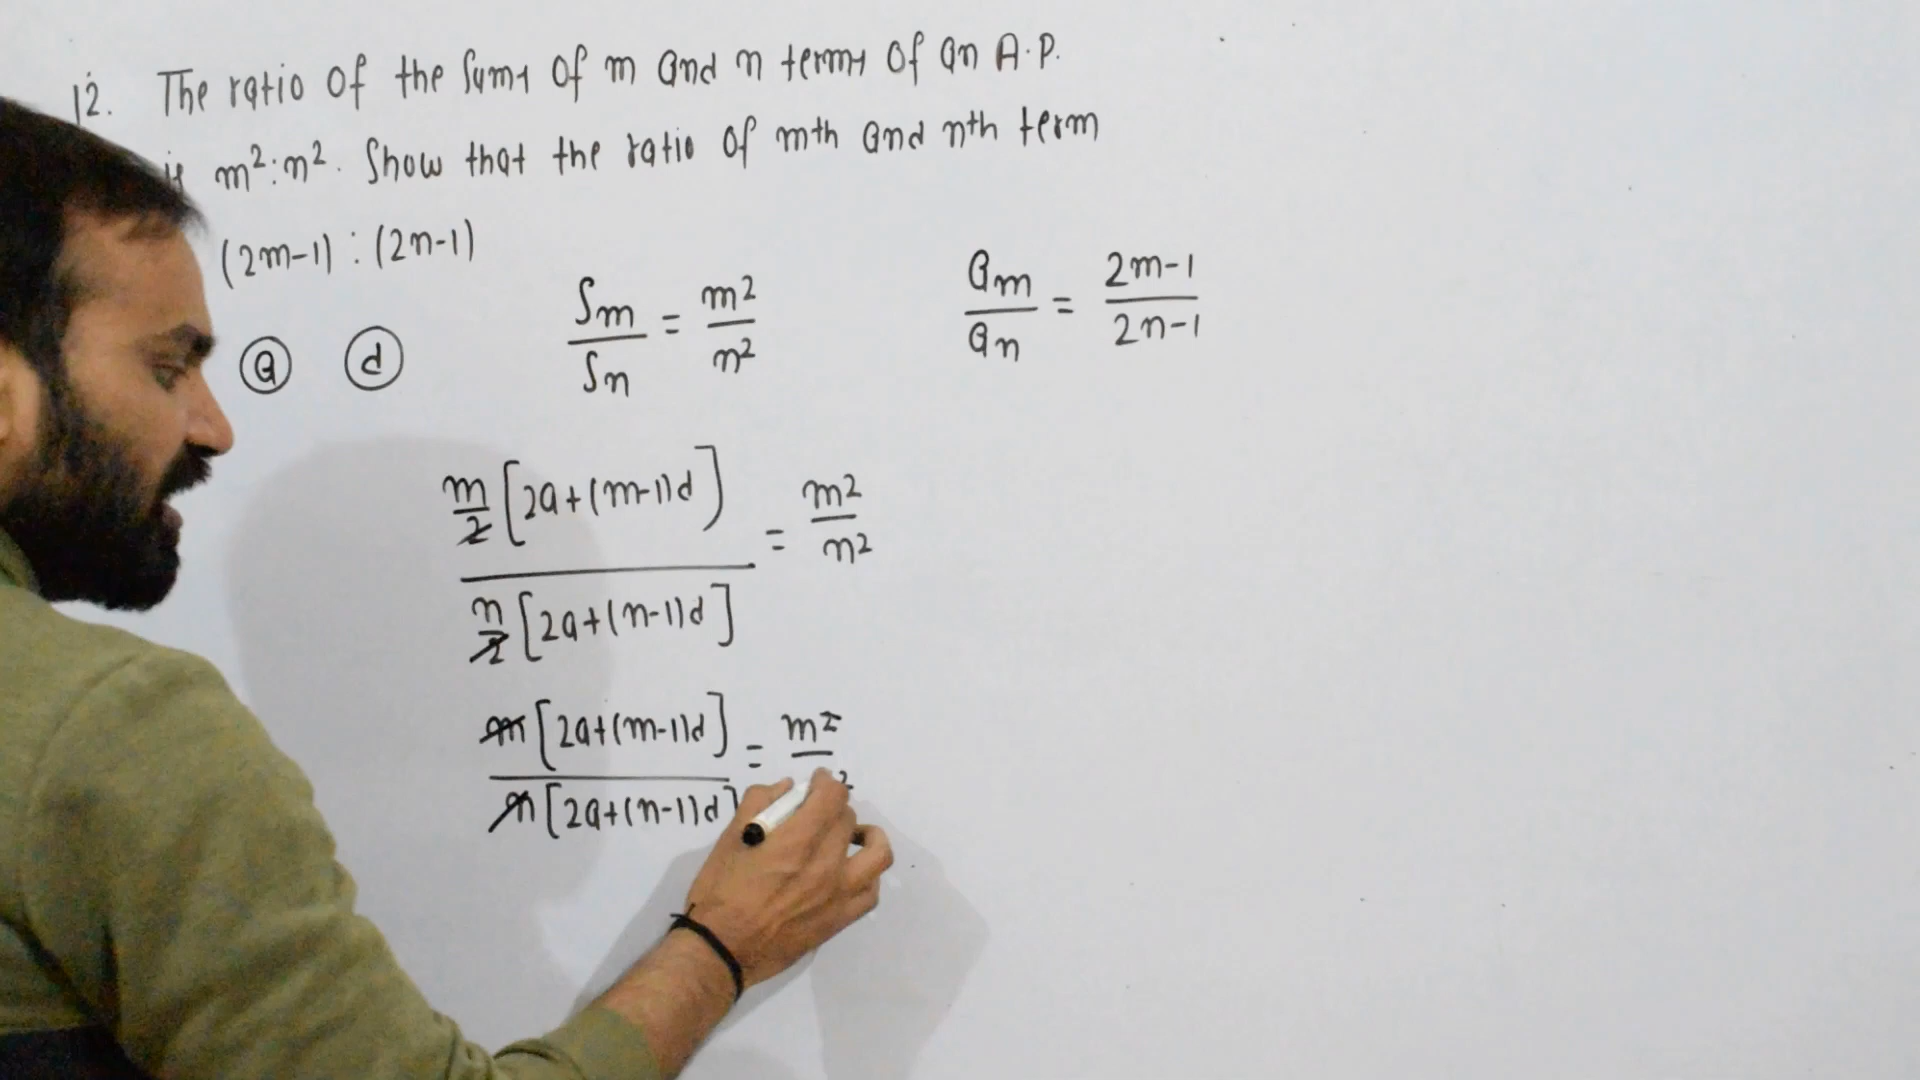 12. The ratio of the sums of m and n terms of an A.P.
is m²:n². Show that the ratio of mth and nth term
(2m-1) : (2n-1)
Sm/Sn = m²/n²
am/an = (2m-1)/(2n-1)
a d
m/2 [2a+(m-1)d] / n/2 [2a+(n-1)d] = m²/n²
m[2a+(m-1)d] / n[2a+(n-1)d] = m²/ ²